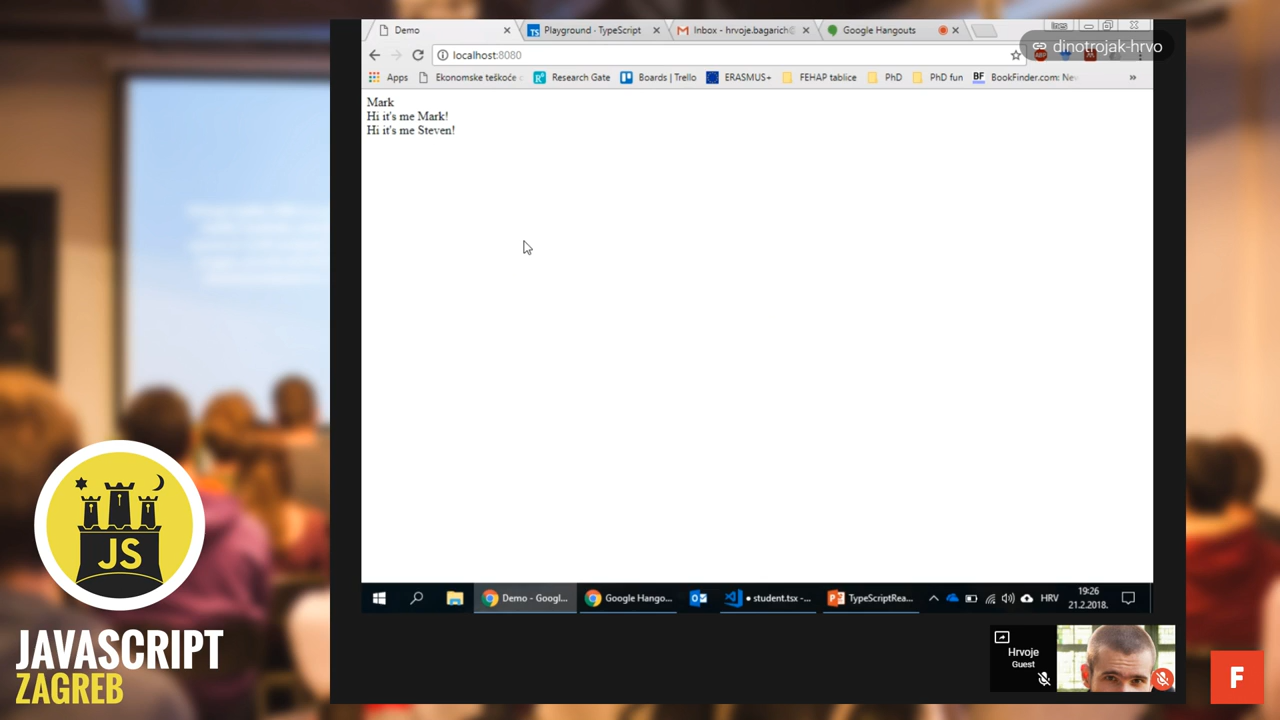 Demo
Playground - TypeScript
Inbox - hrvoje.bagarich@
Google Hangouts
Ines
localhost:8080
dinotrojak-hrvo
Apps
Ekonomske teškoće
Research Gate
Boards | Trello
ERASMUS+
FEHAP tablice
PhD
PhD fun
BF
BookFinder.com: Ne
»
Mark
Hi it's me Mark!
Hi it's me Steven!
JS
JAVASCRIPT
ZAGREB
Demo - Googl...
Google Hango...
● student.tsx -...
TypeScriptRea...
HRV
19:26
21.2.2018.
Hrvoje
Guest
F